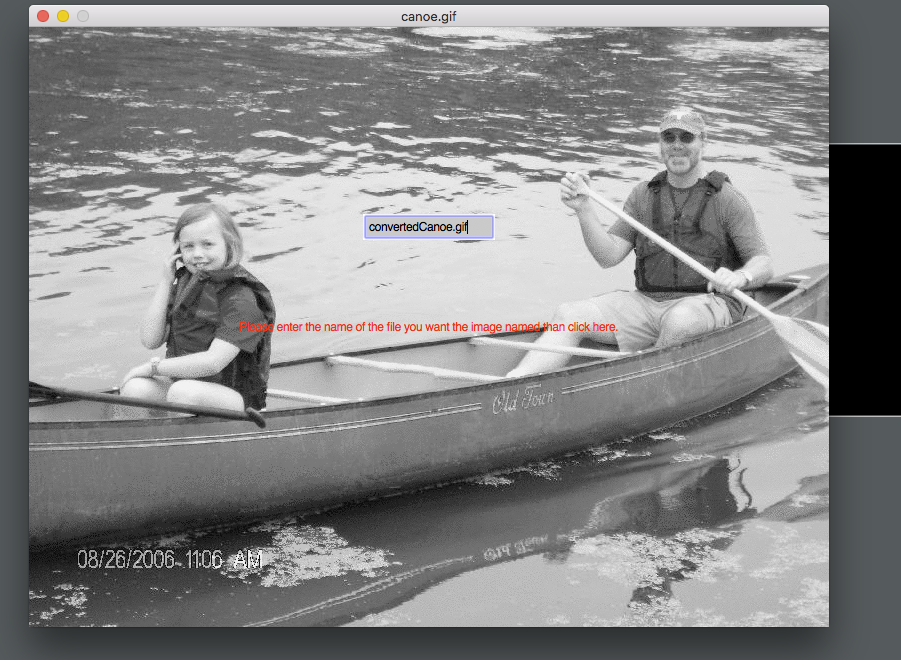 canoe.gif
convertedCanoe.gif
Please enter the name of the file you want the image named than click here.
Old Town
08/26/2006 11:06 AM